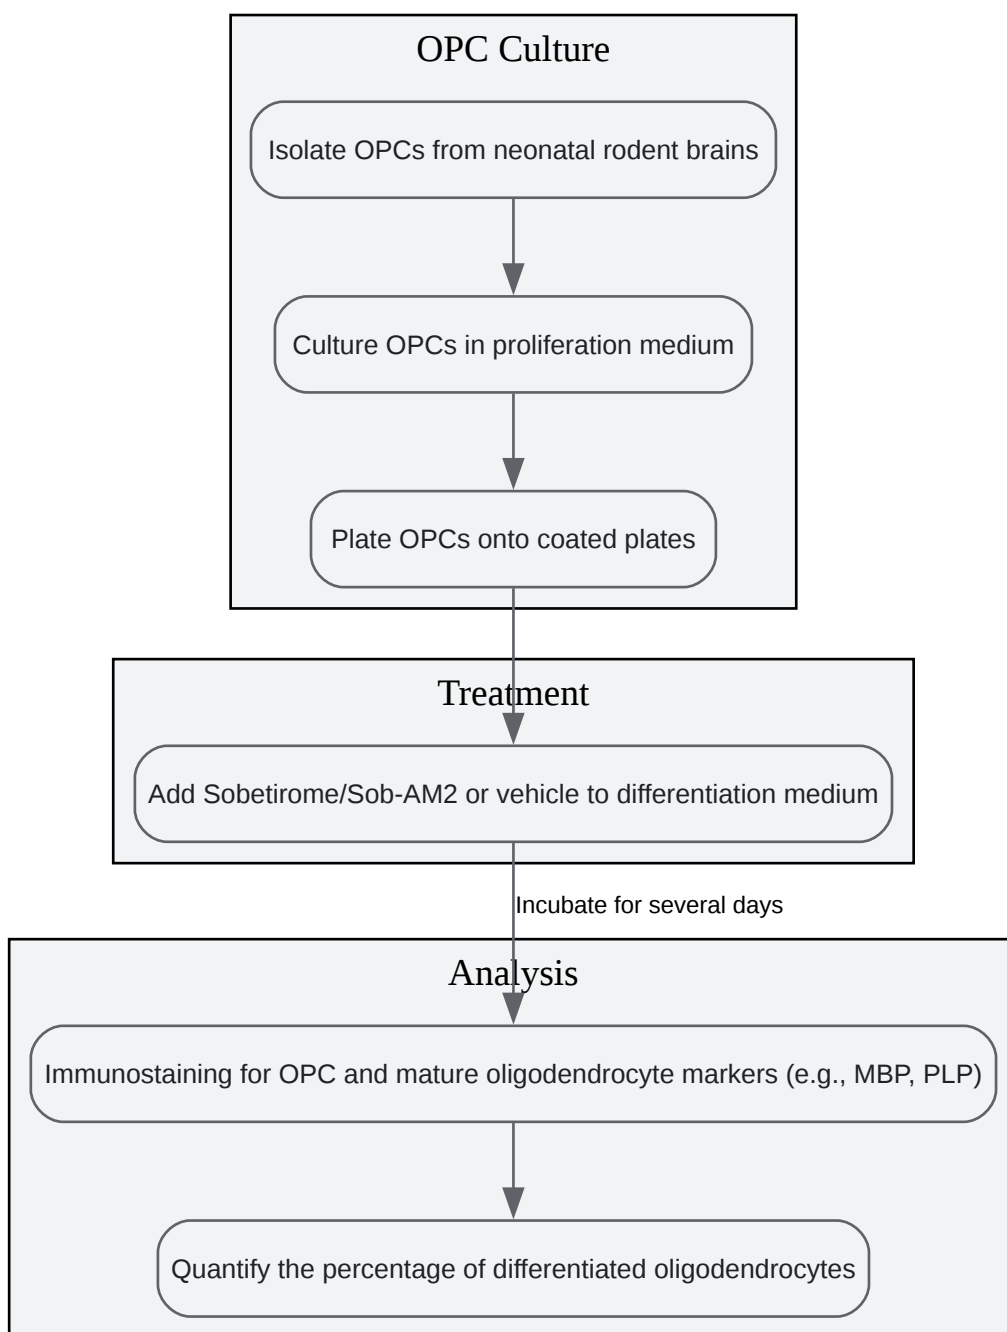 OPC Culture
Isolate OPCs from neonatal rodent brains
Culture OPCs in proliferation medium
Plate OPCs onto coated plates
Treatment
Add Sobetirome/Sob-AM2 or vehicle to differentiation medium
Incubate for several days
Analysis
Immunostaining for OPC and mature oligodendrocyte markers (e.g., MBP, PLP)
Quantify the percentage of differentiated oligodendrocytes